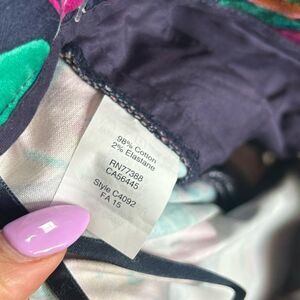 98% Cotton
2% Elastane
RN77388
CA56445
Style C4092
FA 15